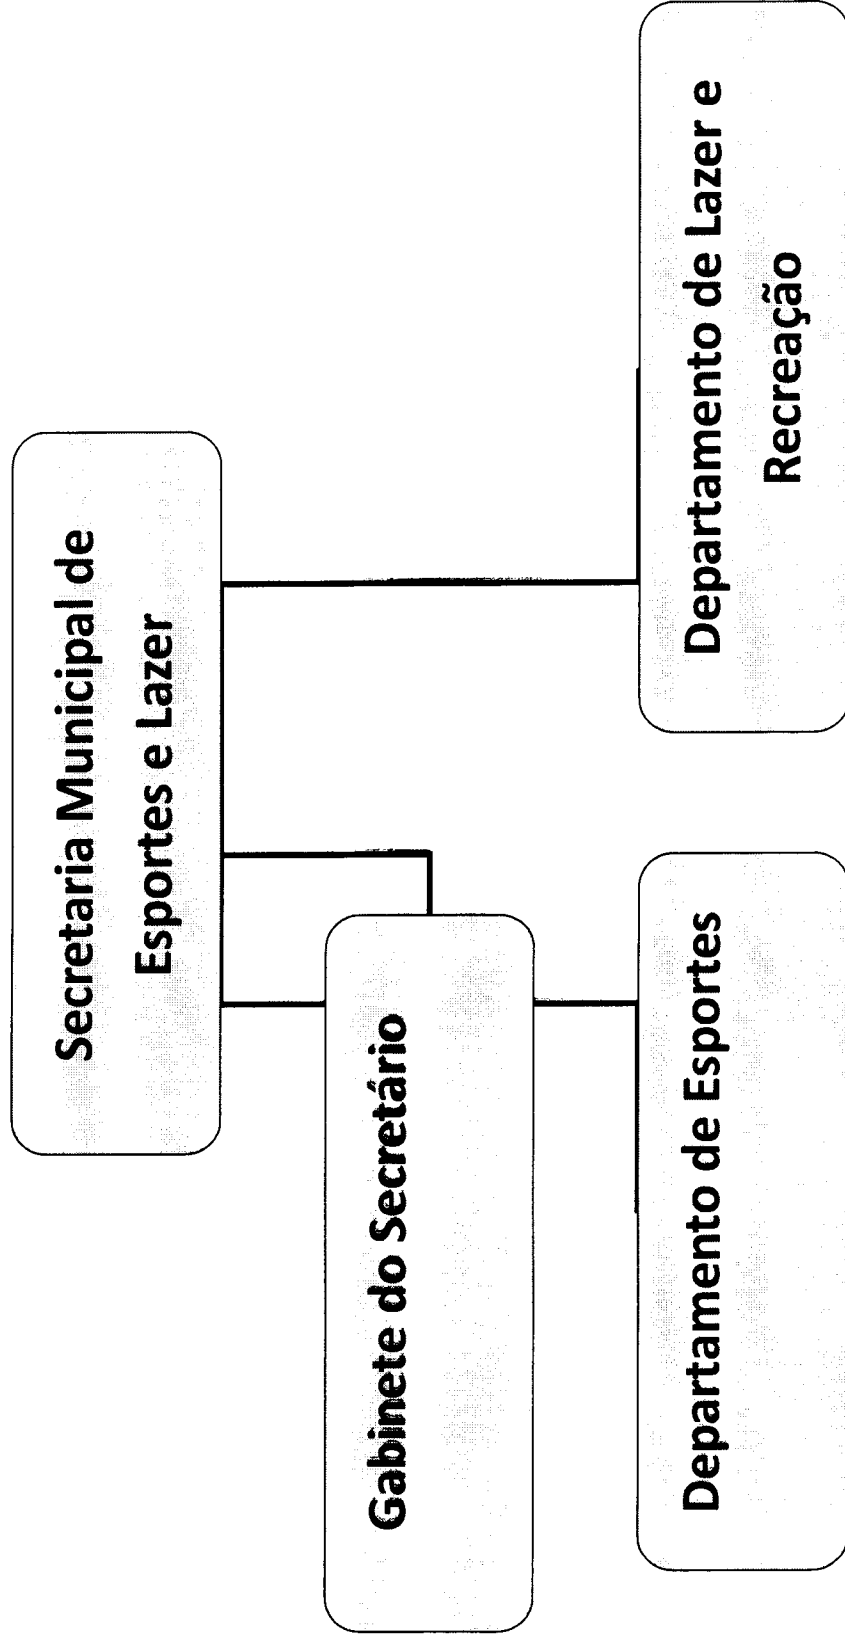 Secretaria Municipal de
Esportes e Lazer
Gabinete do Secretário
Departamento de Esportes
Departamento de Lazer e
Recreação